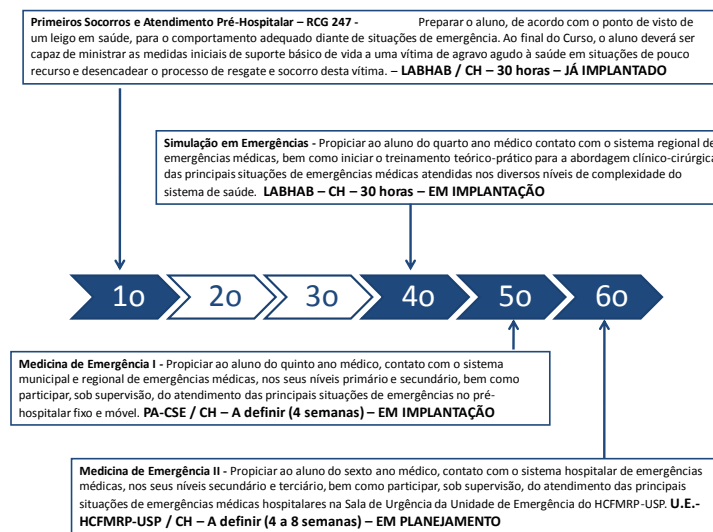 Primeiros Socorros e Atendimento Pré-Hospitalar – RCG 247 - Preparar o aluno, de acordo com o ponto de visto de
um leigo em saúde, para o comportamento adequado diante de situações de emergência. Ao final do Curso, o aluno deverá ser
capaz de ministrar as medidas iniciais de suporte básico de vida a uma vítima de agravo agudo à saúde em situações de pouco
recurso e desencadear o processo de resgate e socorro desta vítima. – LABHAB / CH – 30 horas – JÁ IMPLANTADO
Simulação em Emergências - Propiciar ao aluno do quarto ano médico contato com o sistema regional de
emergências médicas, bem como iniciar o treinamento teórico-prático para a abordagem clínico-cirúrgica
das principais situações de emergências médicas atendidas nos diversos níveis de complexidade do
sistema de saúde. LABHAB – CH – 30 horas – EM IMPLANTAÇÃO
1o 2o 3o 4o 5o 6o
Medicina de Emergência I - Propiciar ao aluno do quinto ano médico, contato com o sistema
municipal e regional de emergências médicas, nos seus níveis primário e secundário, bem como
participar, sob supervisão, do atendimento das principais situações de emergências no pré-
hospitalar fixo e móvel. PA-CSE / CH – A definir (4 semanas) – EM IMPLANTAÇÃO
Medicina de Emergência II - Propiciar ao aluno do sexto ano médico, contato com o sistema hospitalar de emergências
médicas, nos seus níveis secundário e terciário, bem como participar, sob supervisão, do atendimento das principais
situações de emergências médicas hospitalares na Sala de Urgência da Unidade de Emergência do HCFMRP-USP. U.E.-
HCFMRP-USP / CH – A definir (4 a 8 semanas) – EM PLANEJAMENTO